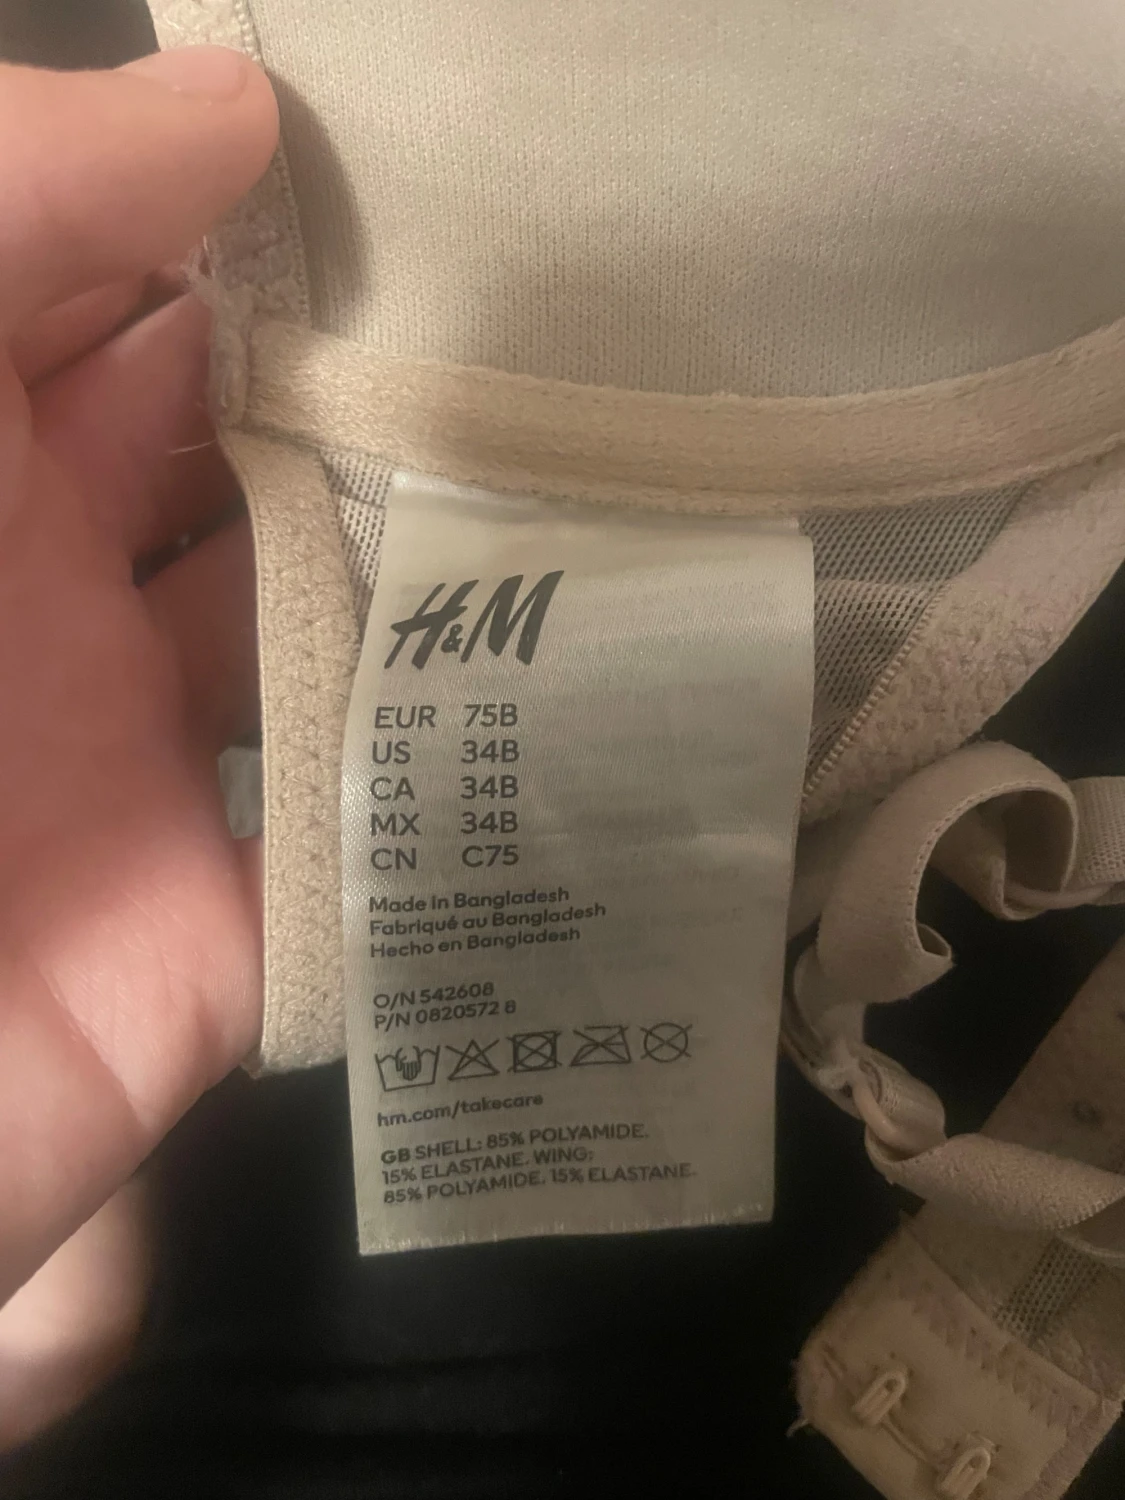 H&M
EUR 75B
US 34B
CA 34B
MX 34B
CN C75
Made in Bangladesh
Fabriqué au Bangladesh
Hecho en Bangladesh
O/N 542608
P/N 0820572 8
hm.com/takecare
GB SHELL: 85% POLYAMIDE.
15% ELASTANE. WING:
85% POLYAMIDE. 15% ELASTANE.